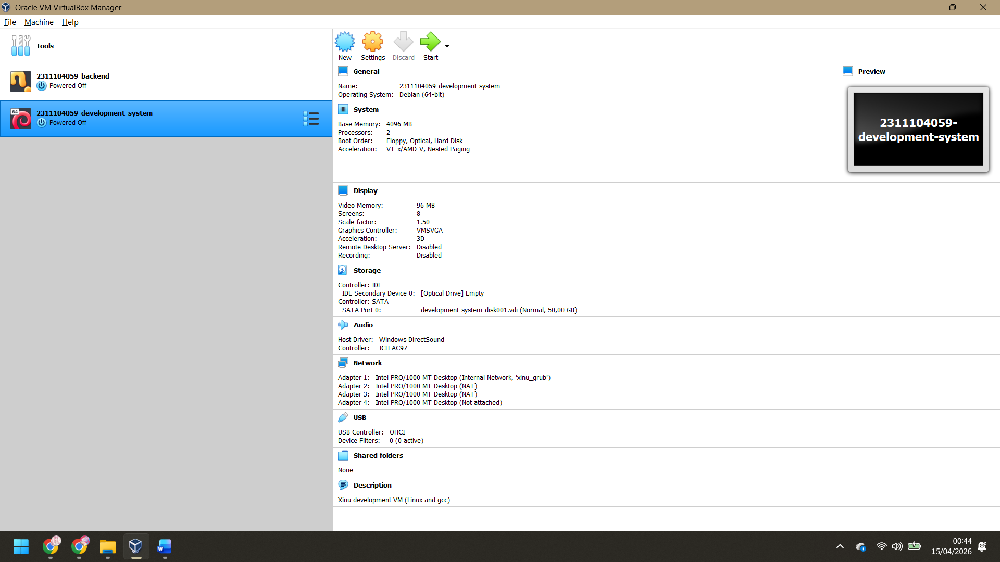 Oracle VM VirtualBox Manager
File Machine Help
Tools
New Settings Discard Start
2311104059-backend
Powered Off
64
2311104059-development-system
Powered Off
General
Name: 2311104059-development-system
Operating System: Debian (64-bit)
System
Base Memory: 4096 MB
Processors: 2
Boot Order: Floppy, Optical, Hard Disk
Acceleration: VT-x/AMD-V, Nested Paging
Preview
2311104059-
development-system
Display
Video Memory: 96 MB
Screens: 8
Scale-factor: 1.50
Graphics Controller: VMSVGA
Acceleration: 3D
Remote Desktop Server: Disabled
Recording: Disabled
Storage
Controller: IDE
IDE Secondary Device 0: [Optical Drive] Empty
Controller: SATA
SATA Port 0: development-system-disk001.vdi (Normal, 50,00 GB)
Audio
Host Driver: Windows DirectSound
Controller: ICH AC97
Network
Adapter 1: Intel PRO/1000 MT Desktop (Internal Network, 'xinu_grub')
Adapter 2: Intel PRO/1000 MT Desktop (NAT)
Adapter 3: Intel PRO/1000 MT Desktop (NAT)
Adapter 4: Intel PRO/1000 MT Desktop (Not attached)
USB
USB Controller: OHCI
Device Filters: 0 (0 active)
Shared folders
None
Description
Xinu development VM (Linux and gcc)
W
00:44
15/04/2026